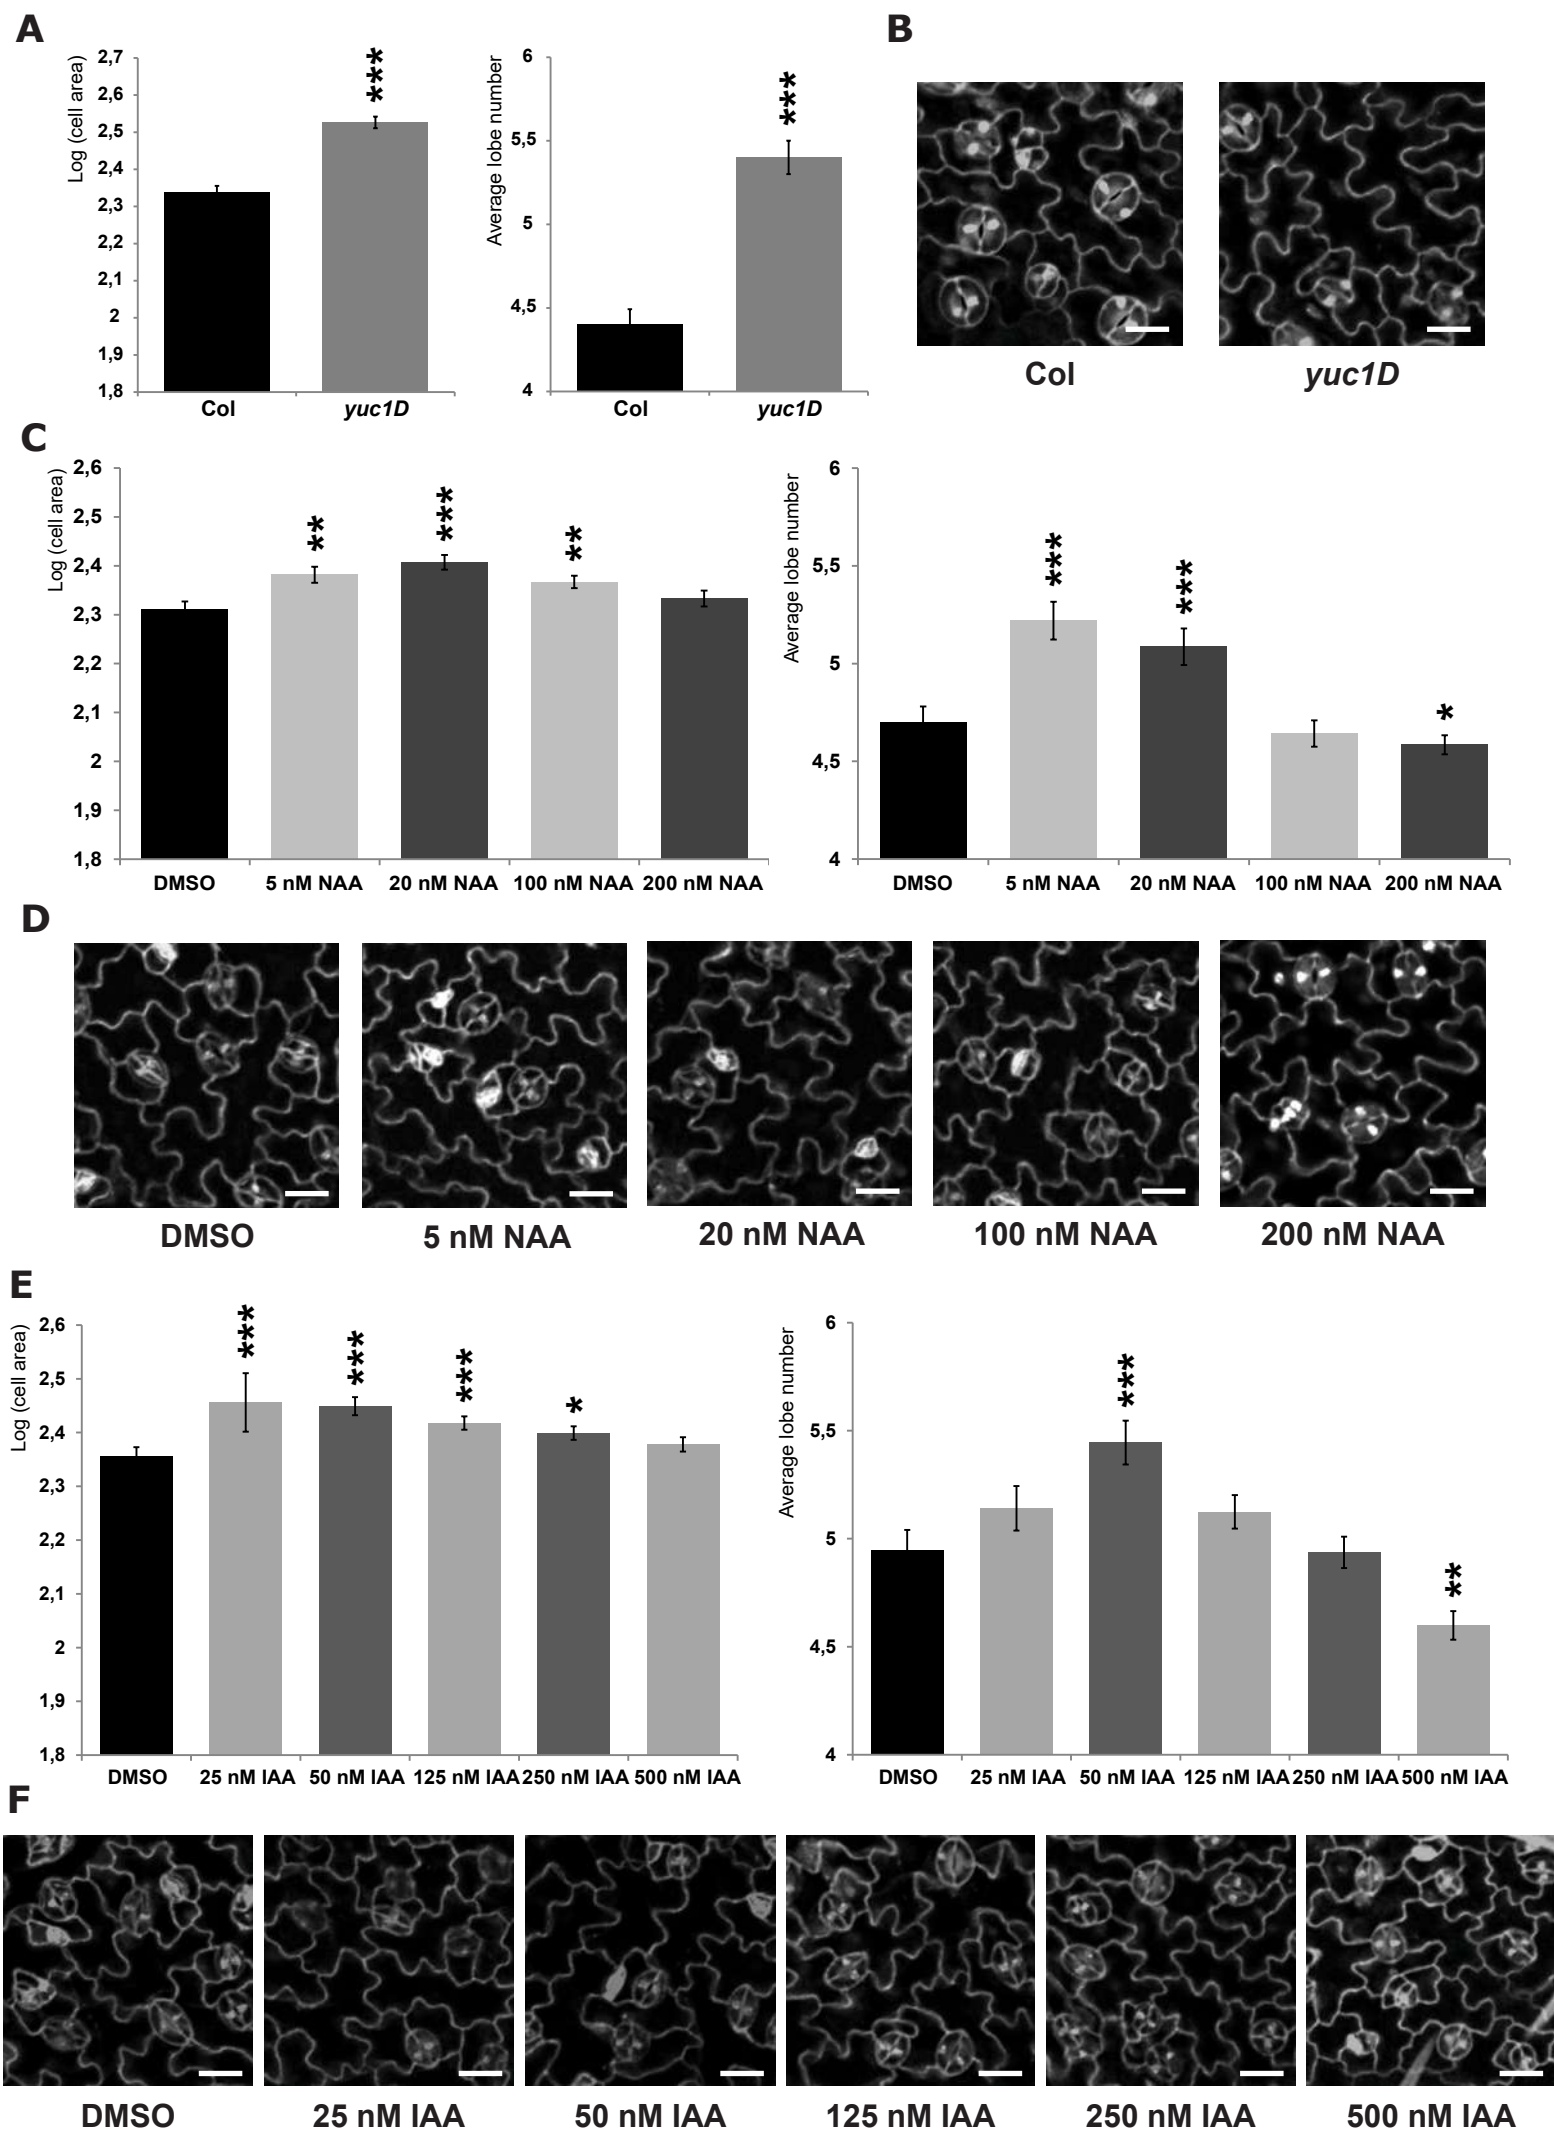 A
Log (cell area)
2,7
2,6
2,5
2,4
2,3
2,2
2,1
2
1,9
1,8
***
Col
yuc1D
Average lobe number
6
5,5
5
4,5
4
***
Col
yuc1D
B
Col
yuc1D
C
Log (cell area)
2,6
2,5
2,4
2,3
2,2
2,1
2
1,9
1,8
**
***
**
DMSO
5 nM NAA
20 nM NAA
100 nM NAA
200 nM NAA
Average lobe number
6
5,5
5
4,5
4
***
***
*
DMSO
5 nM NAA
20 nM NAA
100 nM NAA
200 nM NAA
D
DMSO
5 nM NAA
20 nM NAA
100 nM NAA
200 nM NAA
E
Log (cell area)
2,6
2,5
2,4
2,3
2,2
2,1
2
1,9
1,8
***
***
***
*
DMSO
25 nM IAA
50 nM IAA
125 nM IAA
250 nM IAA
500 nM IAA
Average lobe number
6
5,5
5
4,5
4
***
**
DMSO
25 nM IAA
50 nM IAA
125 nM IAA
250 nM IAA
500 nM IAA
F
DMSO
25 nM IAA
50 nM IAA
125 nM IAA
250 nM IAA
500 nM IAA